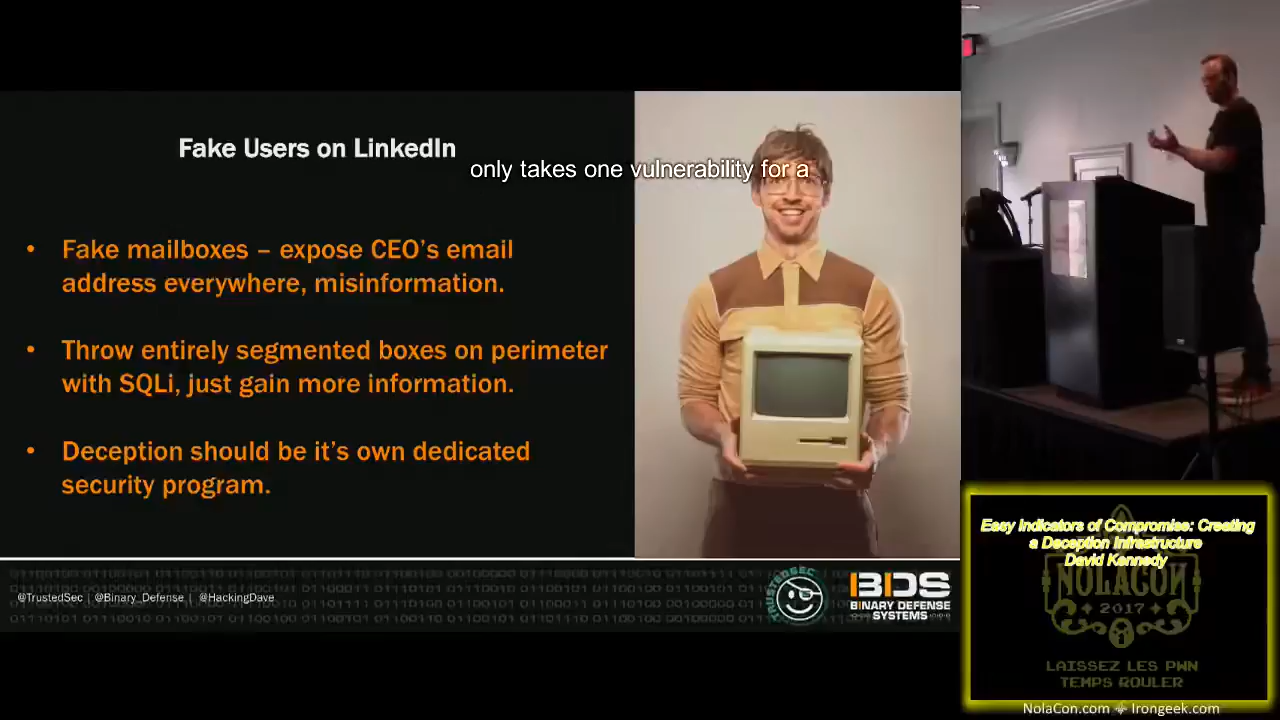 Fake Users on LinkedIn
only takes one vulnerability for a
• Fake mailboxes – expose CEO's email
address everywhere, misinformation.
• Throw entirely segmented boxes on perimeter
with SQLi, just gain more information.
• Deception should be it's own dedicated
security program.
@TrustedSec | @Binary_Defense | @HackingDave
TRUSTEDSEC
BDS
BINARY DEFENSE
SYSTEMS
Easy Indicators of Compromise: Creating
a Deception Infrastructure
David Kennedy
NOLACON
2017
LAISSEZ LES PWN
TEMPS ROULER
NolaCon.com Irongeek.com